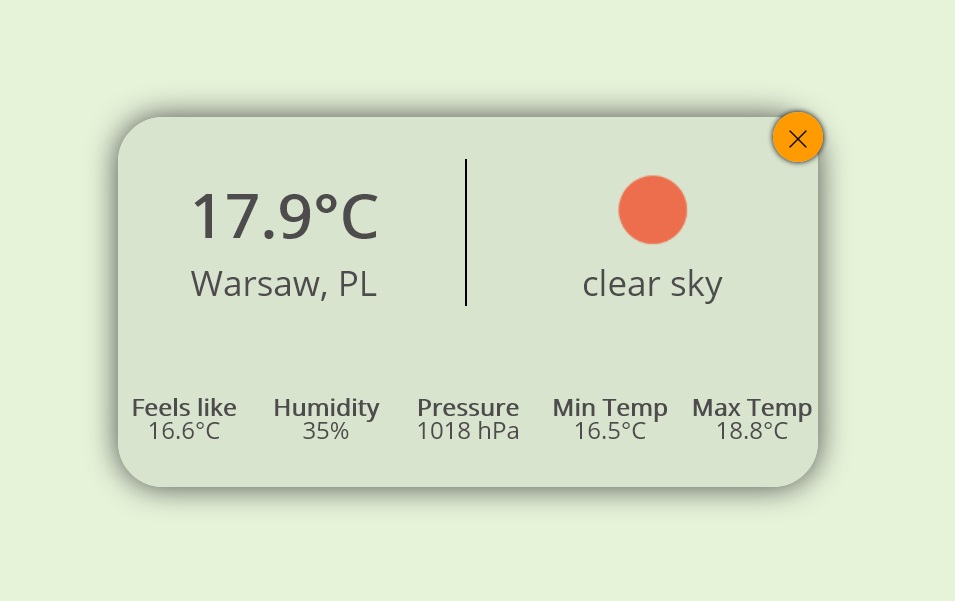 17.9°C
Warsaw, PL
clear sky
Feels like
16.6°C
Humidity
35%
Pressure
1018 hPa
Min Temp
16.5°C
Max Temp
18.8°C